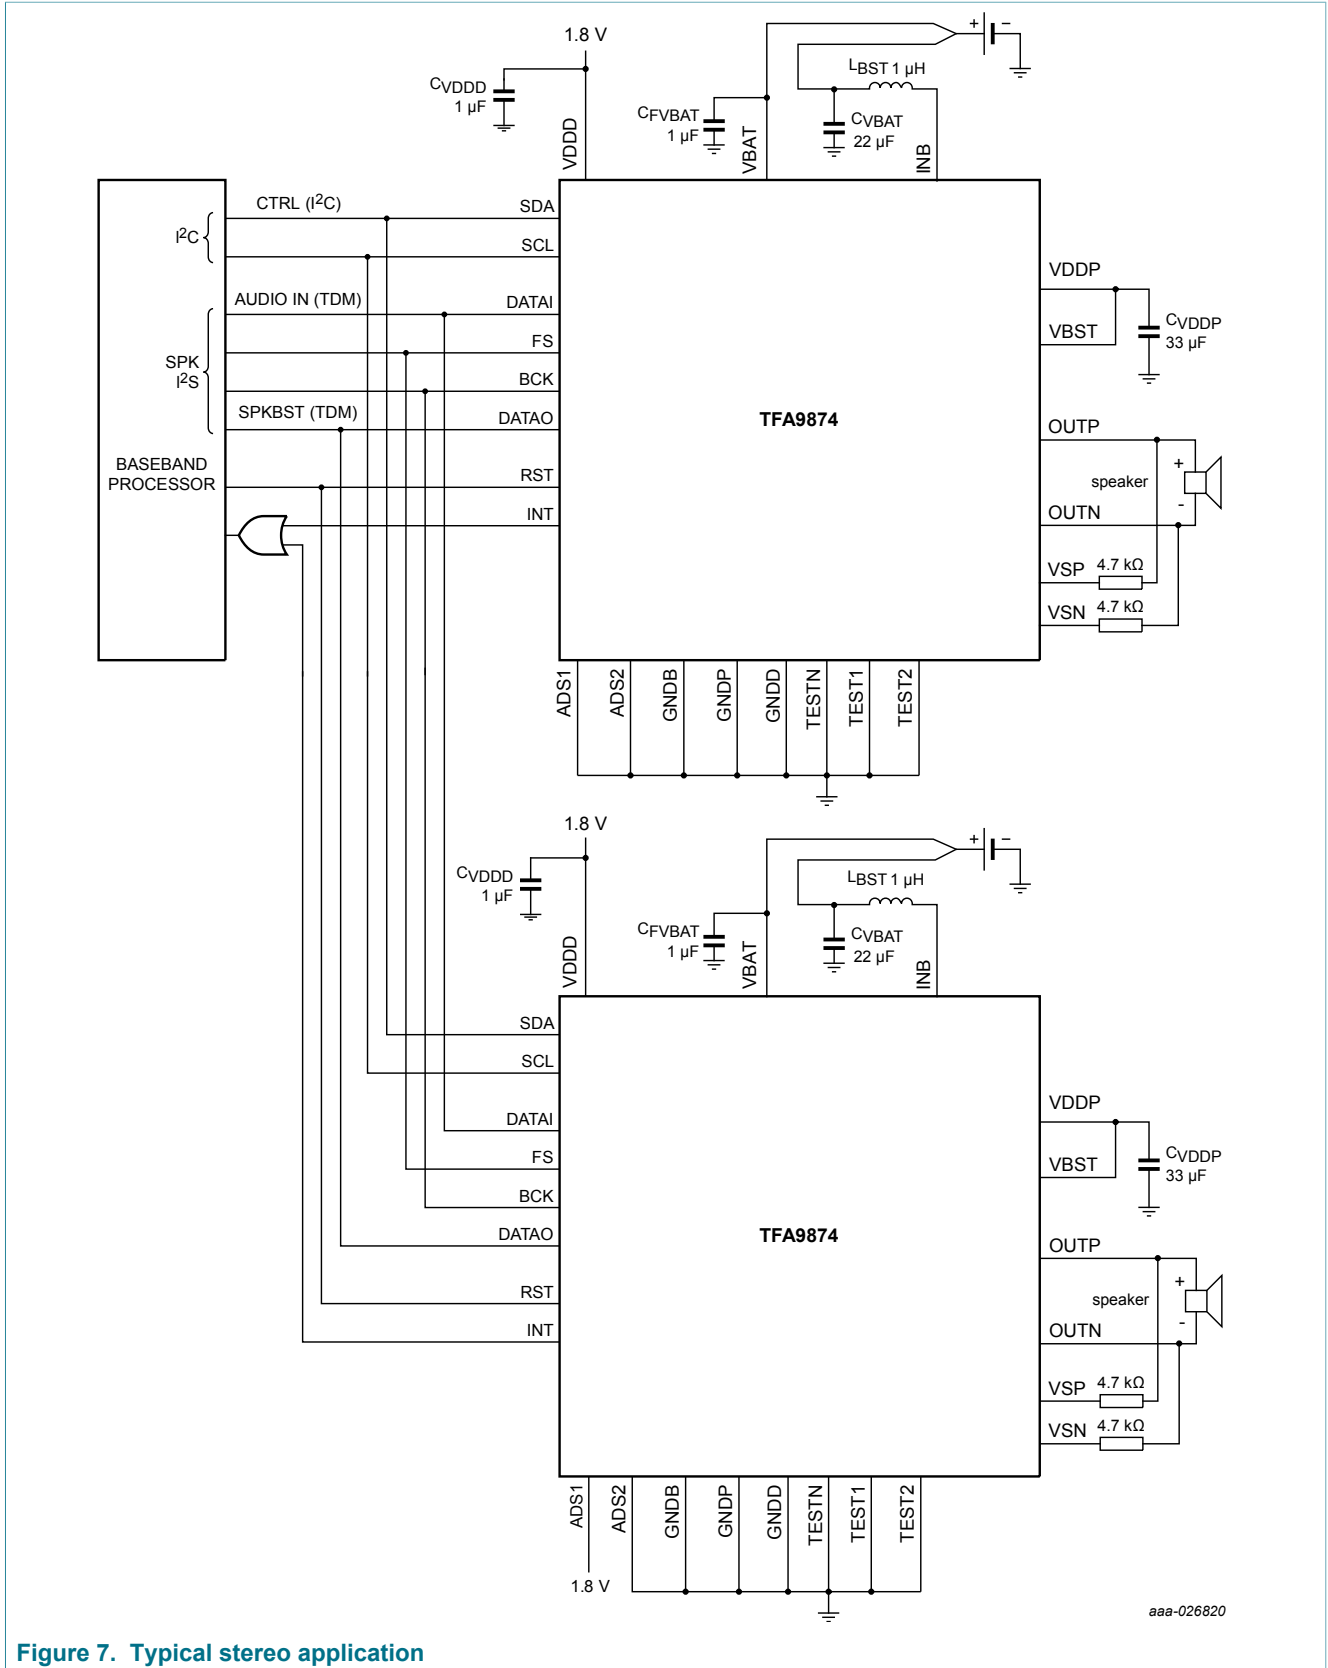 1.8 V
CVDDD
1 µF
VDDD
CFVBAT
1 µF
VBAT
LBST 1 µH
CVBAT
22 µF
INB
+ −
CTRL (I²C)
I²C
AUDIO IN (TDM)
SPK
I²S
SPKBST (TDM)
BASEBAND
PROCESSOR
SDA
SCL
DATAI
FS
BCK
DATAO
RST
INT
TFA9874
VDDP
VBST
CVDDP
33 µF
OUTP
+
speaker
-
OUTN
VSP 4.7 kΩ
VSN 4.7 kΩ
ADS1
ADS2
GNDB
GNDP
GNDD
TESTN
TEST1
TEST2
1.8 V
CVDDD
1 µF
VDDD
CFVBAT
1 µF
VBAT
LBST 1 µH
CVBAT
22 µF
INB
+ −
SDA
SCL
DATAI
FS
BCK
DATAO
RST
INT
TFA9874
VDDP
VBST
CVDDP
33 µF
OUTP
+
speaker
-
OUTN
VSP 4.7 kΩ
VSN 4.7 kΩ
ADS1
ADS2
GNDB
GNDP
GNDD
TESTN
TEST1
TEST2
1.8 V
aaa-026820
Figure 7. Typical stereo application